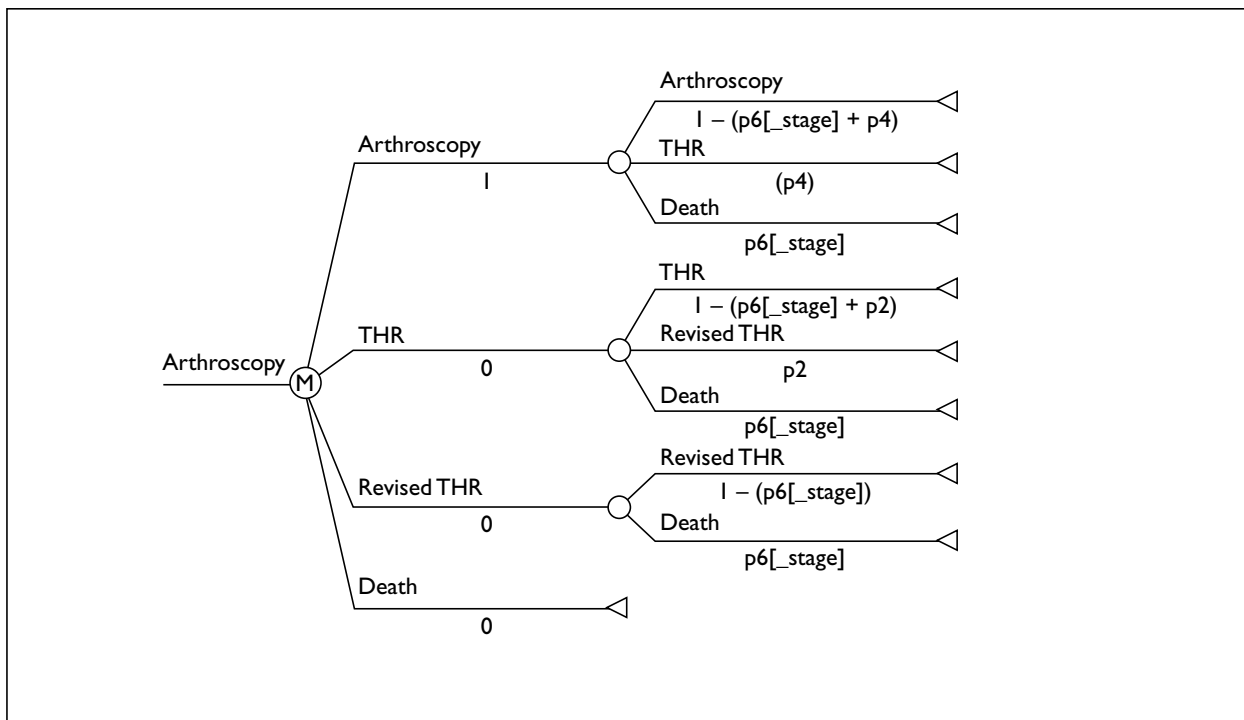 Arthroscopy
1 – (p6[_stage] + p4)
Arthroscopy
1
THR
(p4)
Death
p6[_stage]
THR
1 – (p6[_stage] + p2)
THR
0
Revised THR
p2
Arthroscopy
M
Death
p6[_stage]
Revised THR
1 – (p6[_stage])
Revised THR
0
Death
p6[_stage]
Death
0